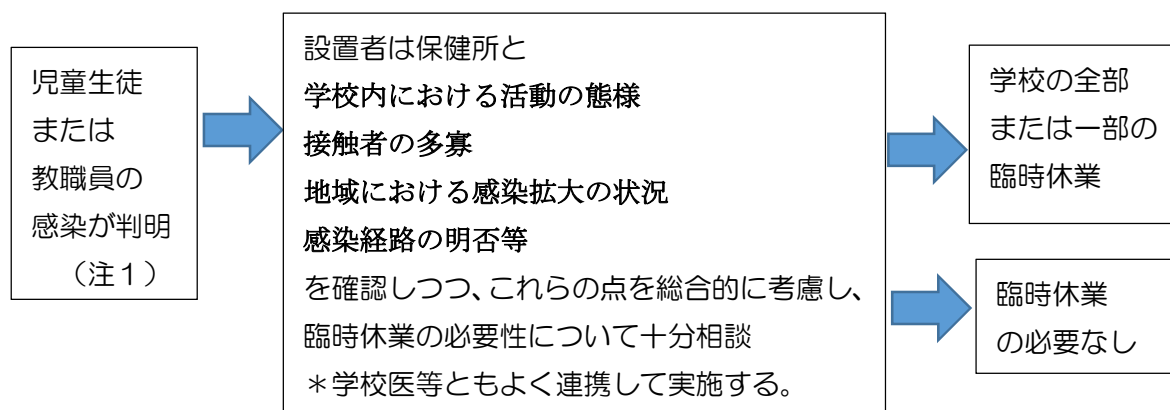 児童生徒
または
教職員の
感染が判明
(注1)
設置者は保健所と
学校内における活動の態様
接触者の多寡
地域における感染拡大の状況
感染経路の明否等
を確認しつつ、これらの点を総合的に考慮し、
臨時休業の必要性について十分相談
＊学校医等ともよく連携して実施する。
学校の全部
または一部の
臨時休業
臨時休業
の必要なし